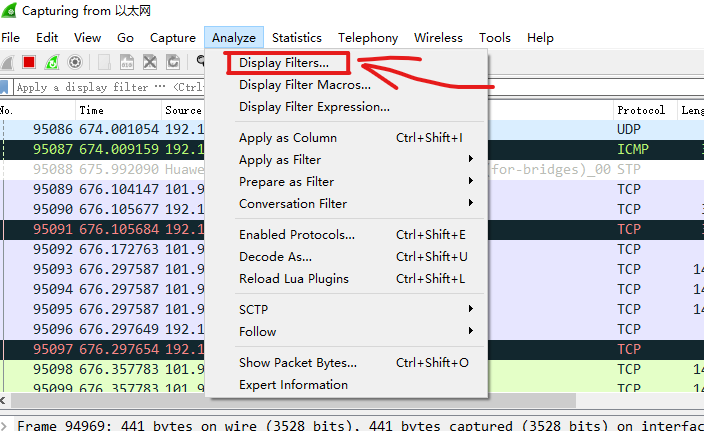 Capturing from 以太网
File Edit View Go Capture Analyze Statistics Telephony Wireless Tools Help
Apply a display filter … <Ctrl
Display Filters...
Display Filter Macros...
Display Filter Expression...
Apply as Column Ctrl+Shift+I
Apply as Filter
Prepare as Filter
Conversation Filter
Enabled Protocols... Ctrl+Shift+E
Decode As... Ctrl+Shift+U
Reload Lua Plugins Ctrl+Shift+L
SCTP
Follow
Show Packet Bytes... Ctrl+Shift+O
Expert Information
No. Time Source Protocol Leng
95086 674.001054 192.1 UDP
95087 674.009159 192.1 ICMP 3
95088 675.992090 Huawe (for-bridges)_00 STP
95089 676.104147 101.9 TCP
95090 676.105677 192.1 TCP 3
95091 676.105684 192.1 TCP 3
95092 676.172763 101.9 TCP
95093 676.297587 101.9 TCP 14
95094 676.297587 101.9 TCP 14
95095 676.297587 101.9 TCP 14
95096 676.297649 192.1 TCP
95097 676.297654 192.1 TCP
95098 676.357783 101.9 TCP 14
95099 676.357783 101.9 TCP 14
Frame 94969: 441 bytes on wire (3528 bits), 441 bytes captured (3528 bits) on interfac